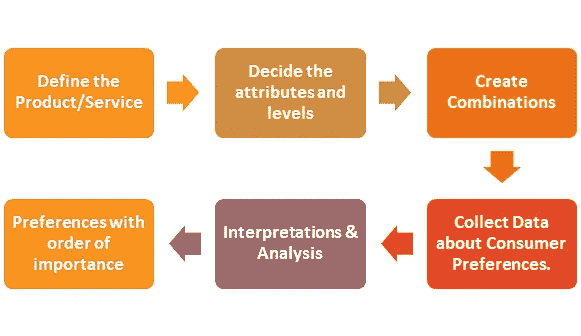 Define the
Product/Service
Decide the
attributes and
levels
Create
Combinations
Collect Data
about Consumer
Preferences.
Interpretations &
Analysis
Preferences with
order of
importance